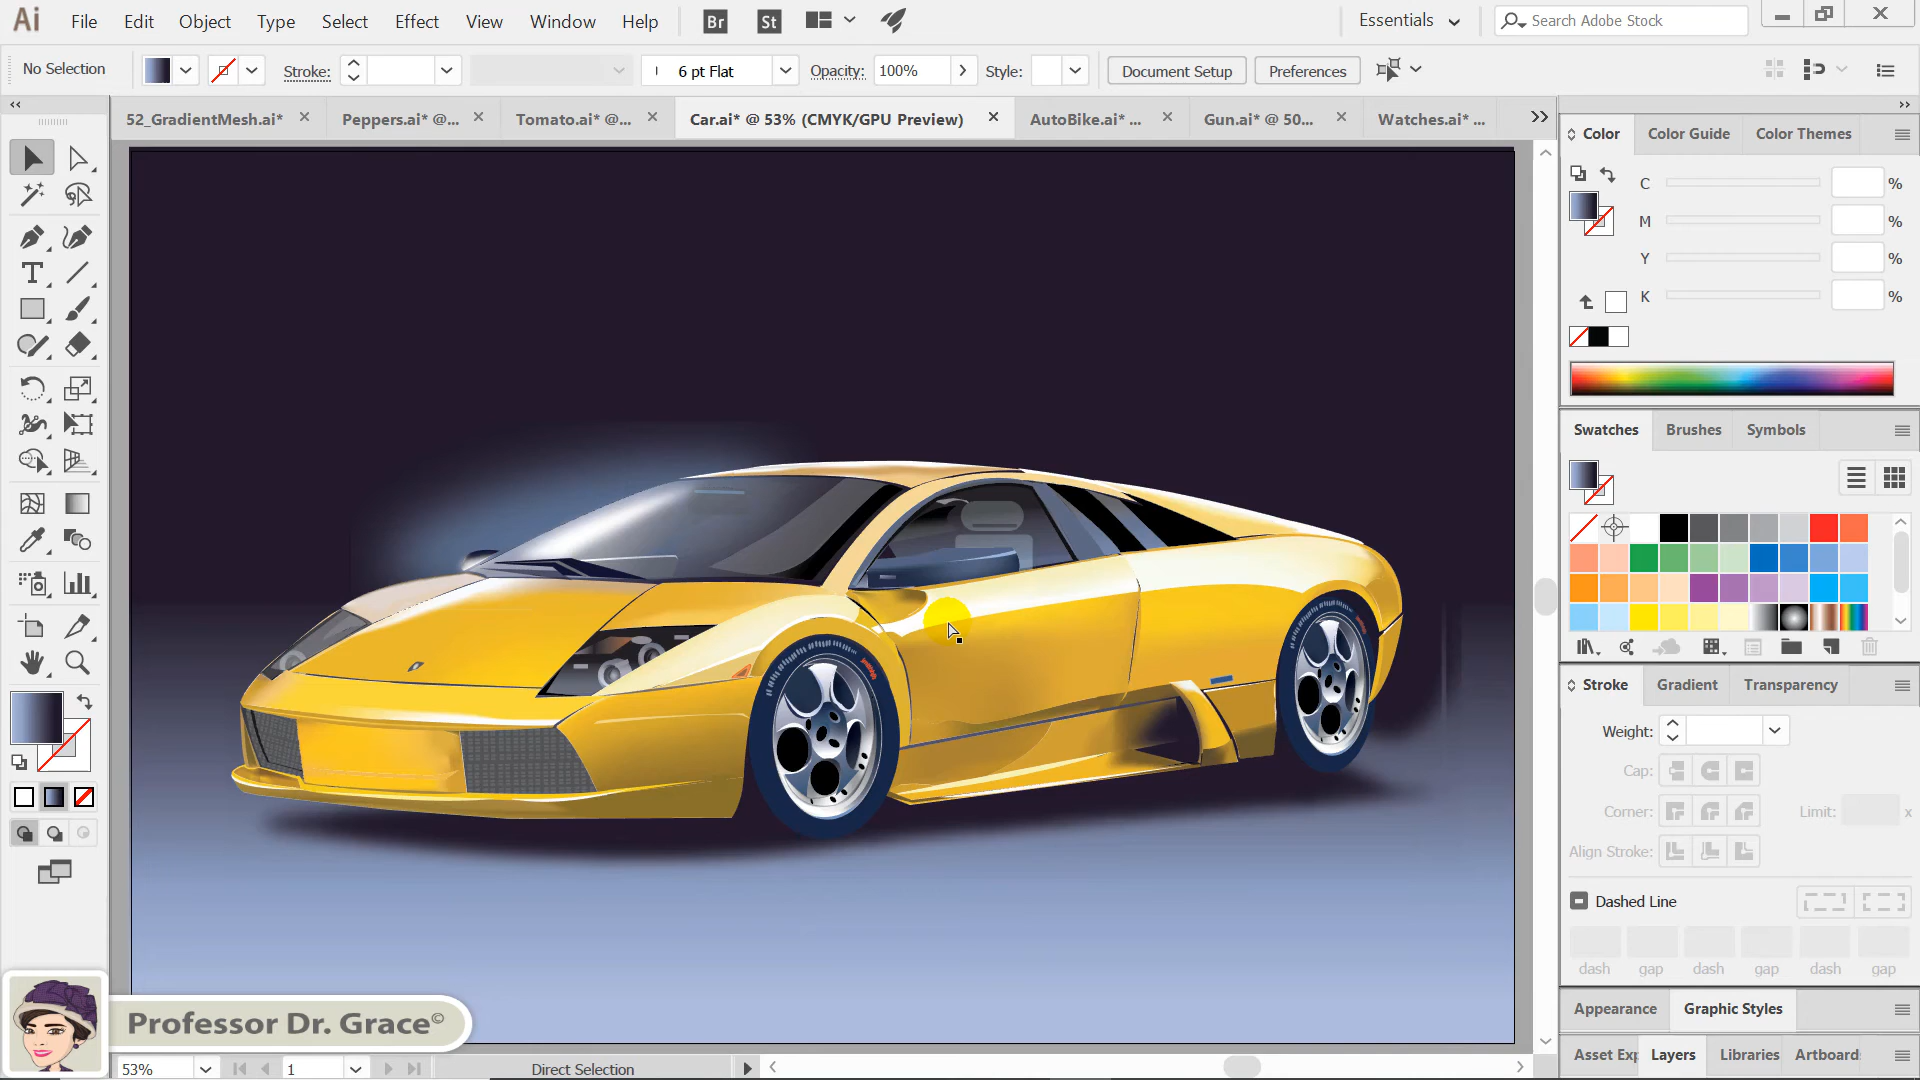 Ai File Edit Object Type Select Effect View Window Help Br St Essentials Search Adobe Stock
No Selection Stroke: 6 pt Flat Opacity: 100% Style: Document Setup Preferences
52_GradientMesh.ai* Peppers.ai* @... Tomato.ai* @... Car.ai* @ 53% (CMYK/GPU Preview) AutoBike.ai* ... Gun.ai* @ 50... Watches.ai* ...
Color Color Guide Color Themes
C %
M %
Y %
K %
Swatches Brushes Symbols
Stroke Gradient Transparency
Weight:
Cap:
Corner: Limit: x
Align Stroke:
Dashed Line
dash gap dash gap dash gap
Appearance Graphic Styles
Asset Exp Layers Libraries Artboard
Professor Dr. Grace©
53% 1 Direct Selection